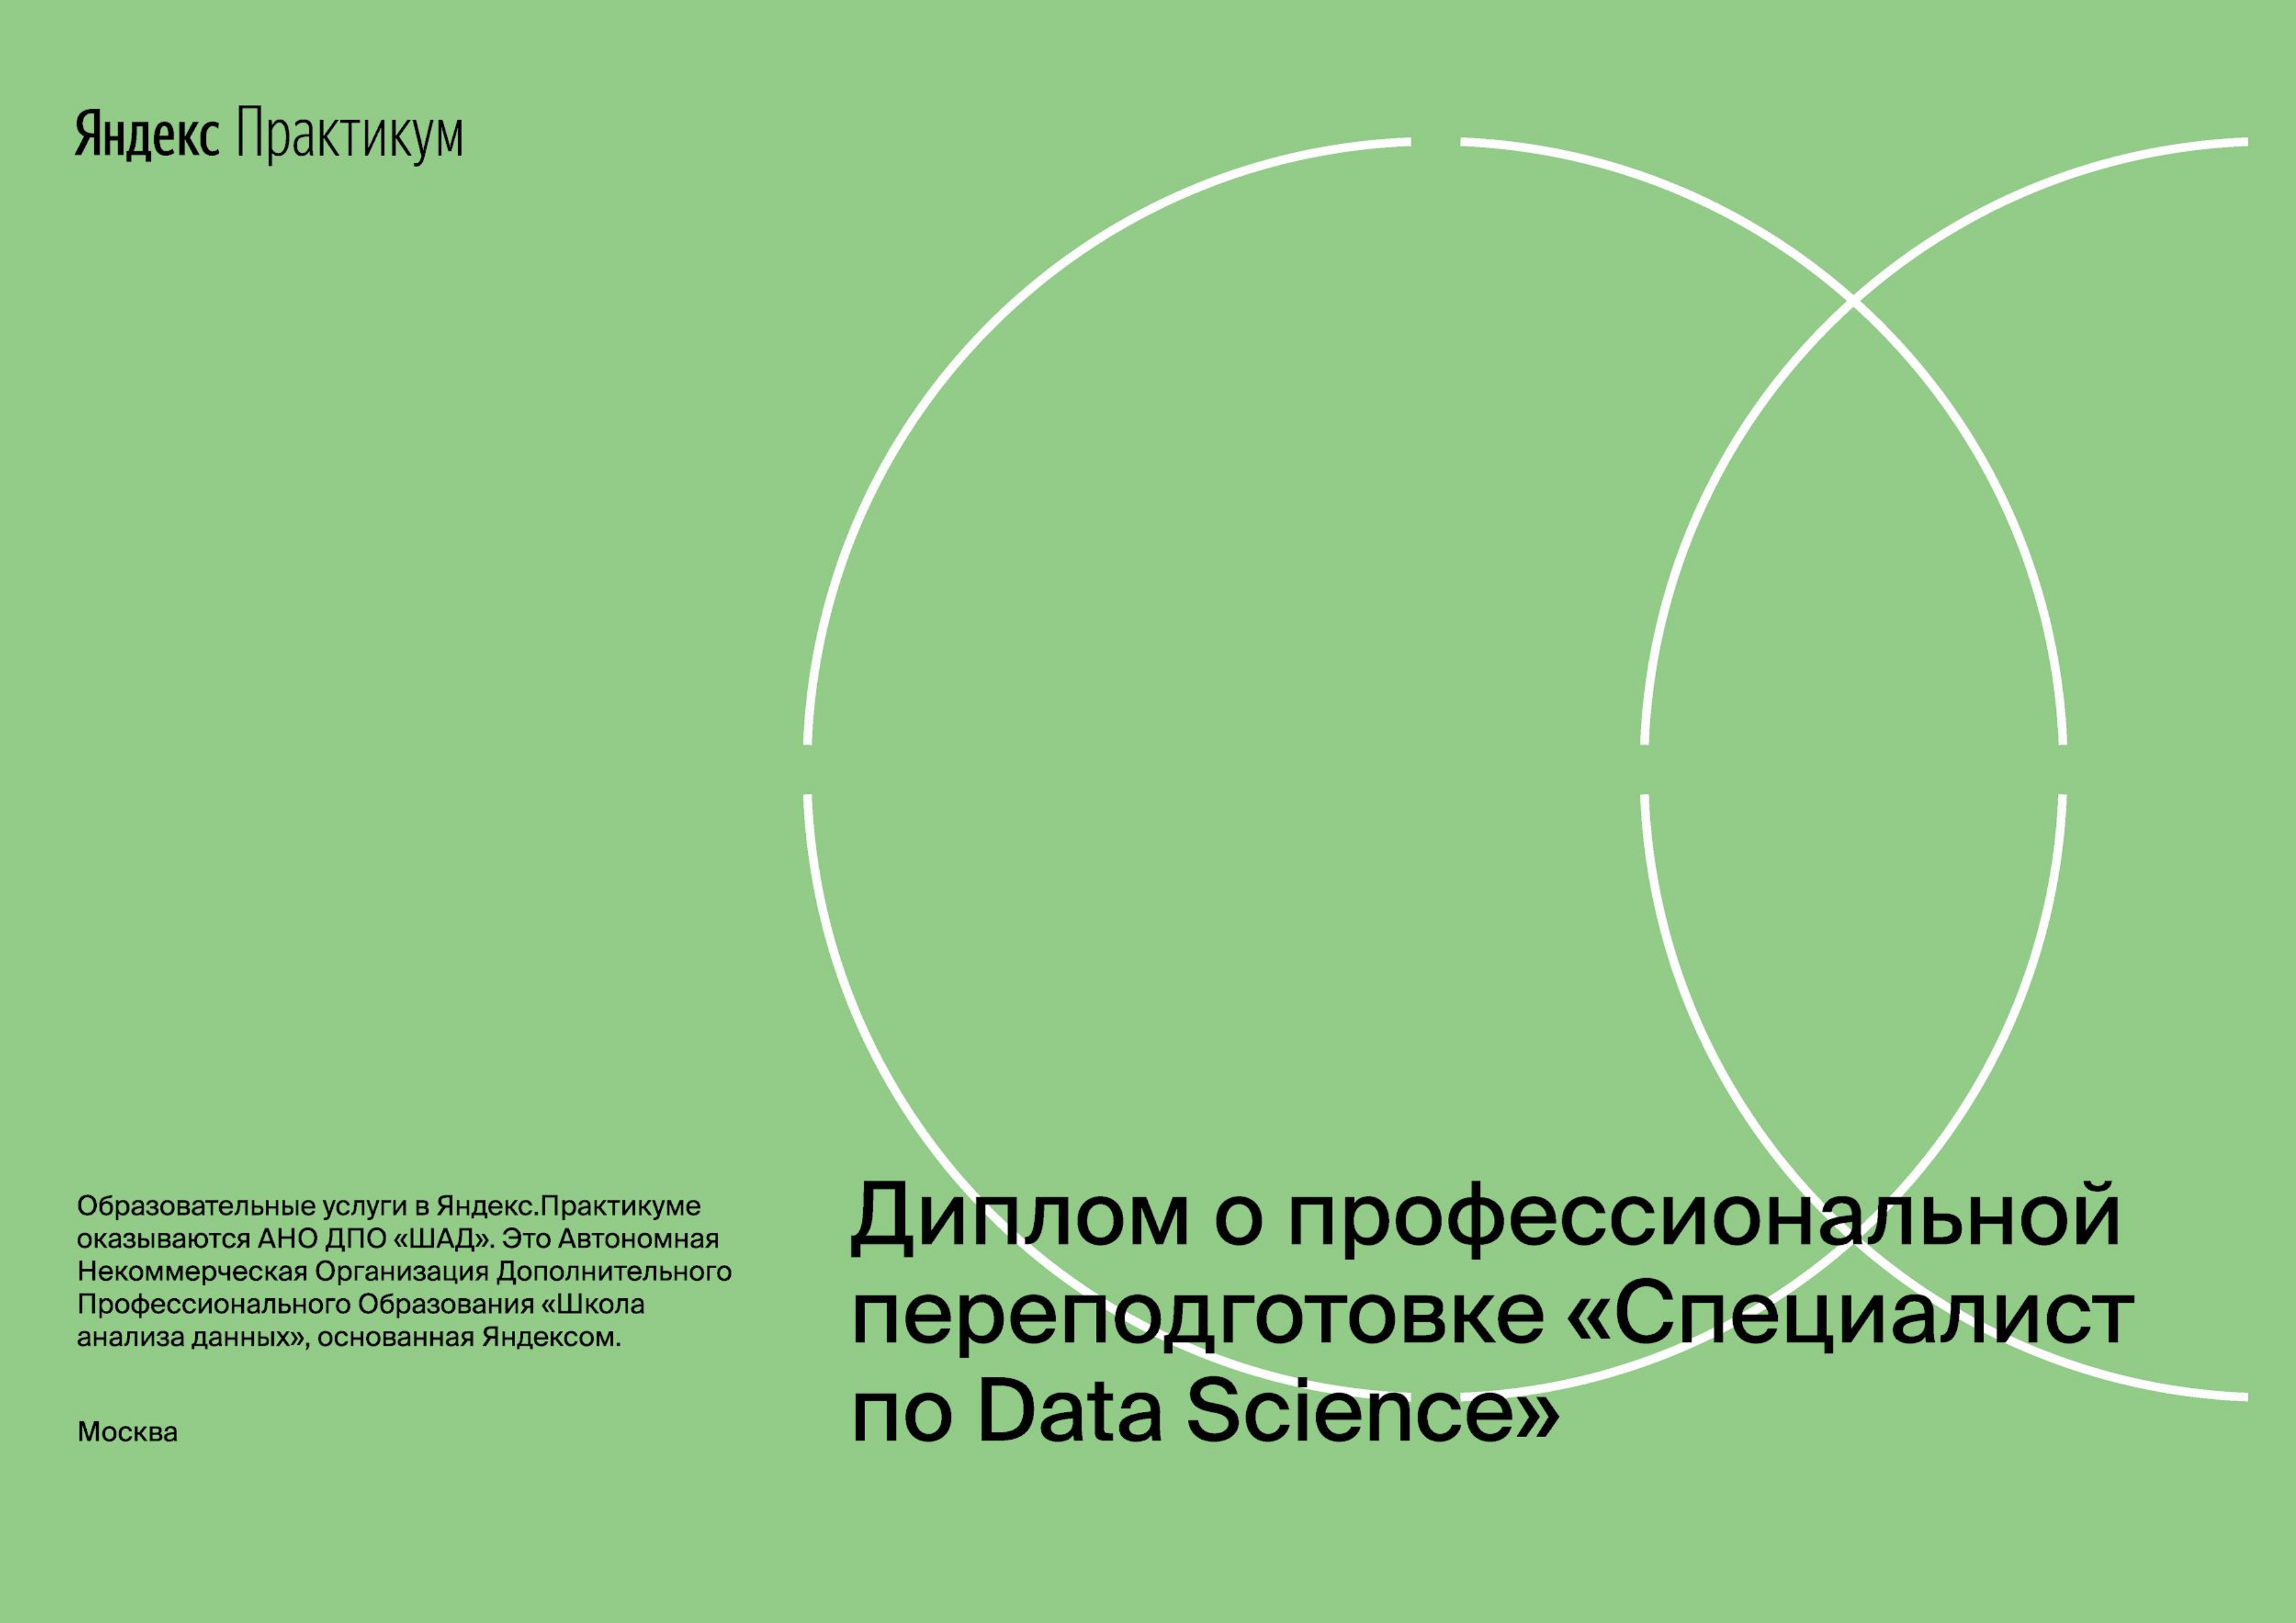 Яндекс Практикум
Образовательные услуги в Яндекс.Практикуме
оказываются АНО ДПО «ШАД». Это Автономная
Некоммерческая Организация Дополнительного
Профессионального Образования «Школа
анализа данных», основанная Яндексом.
Москва
Диплом о профессиональной
переподготовке «Специалист
по Data Science»